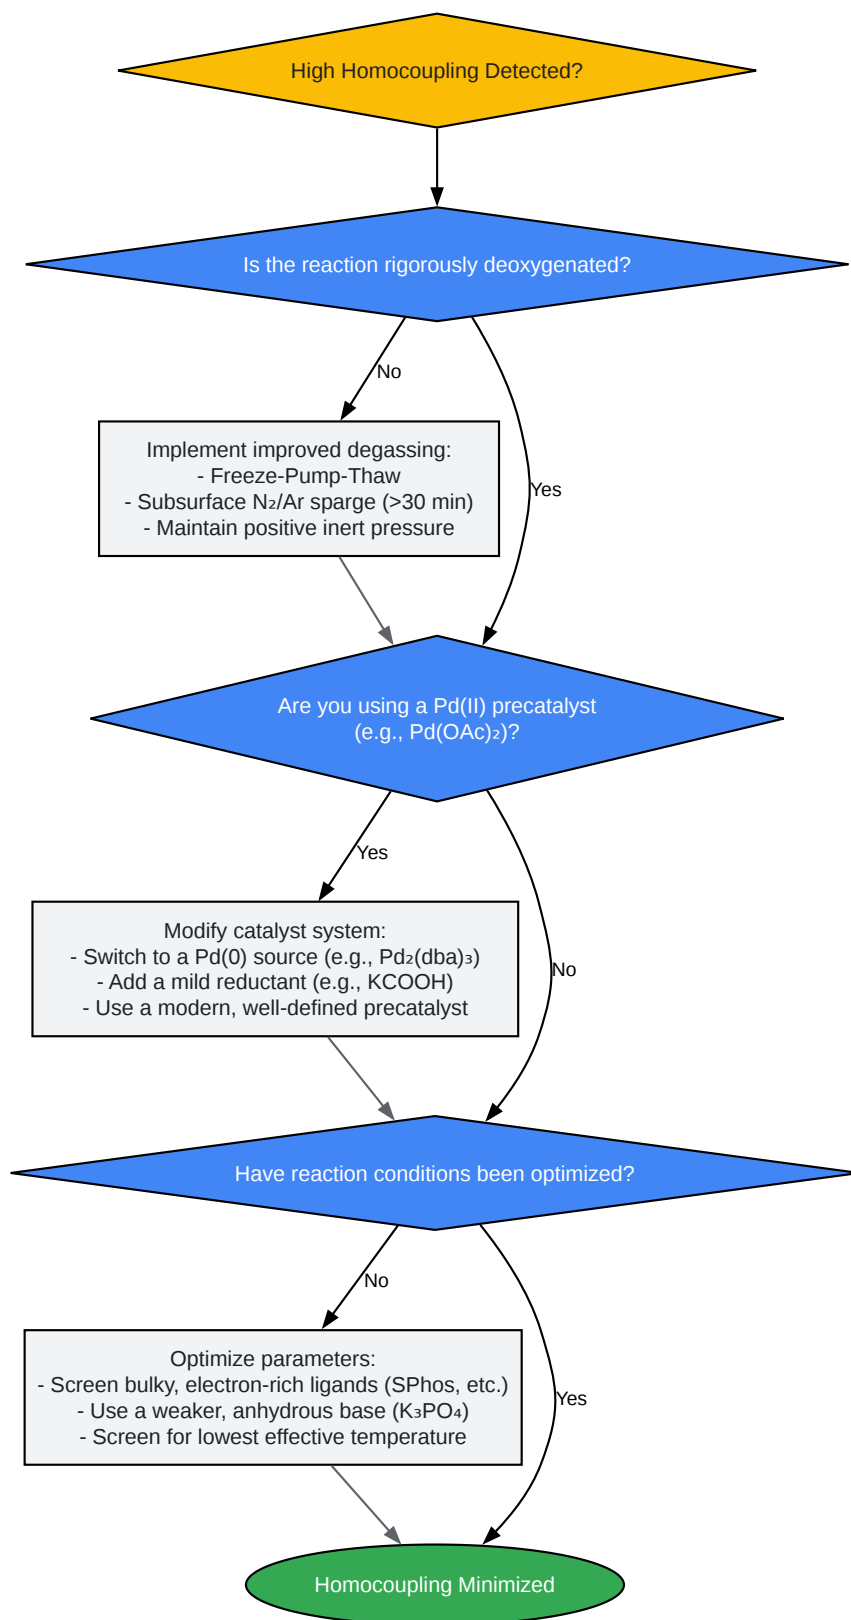 High Homocoupling Detected?
Is the reaction rigorously deoxygenated?
No
Implement improved degassing:
- Freeze-Pump-Thaw
- Subsurface N₂/Ar sparge (>30 min)
- Maintain positive inert pressure
Yes
Are you using a Pd(II) precatalyst
(e.g., Pd(OAc)₂)?
Yes
Modify catalyst system:
- Switch to a Pd(0) source (e.g., Pd₂(dba)₃)
- Add a mild reductant (e.g., KCOOH)
- Use a modern, well-defined precatalyst
No
Have reaction conditions been optimized?
No
Optimize parameters:
- Screen bulky, electron-rich ligands (SPhos, etc.)
- Use a weaker, anhydrous base (K₃PO₄)
- Screen for lowest effective temperature
Yes
Homocoupling Minimized